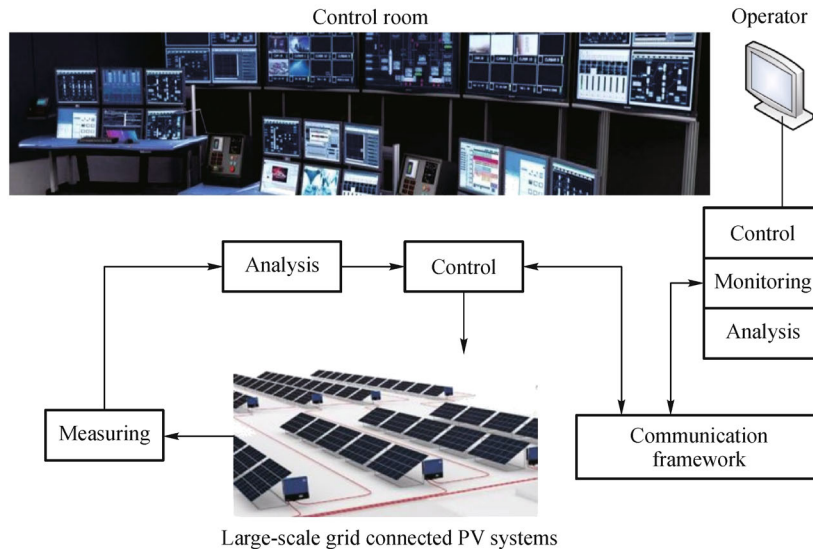 Control room
Operator
Control
Monitoring
Analysis
Analysis
Control
Measuring
Communication
framework
Large-scale grid connected PV systems